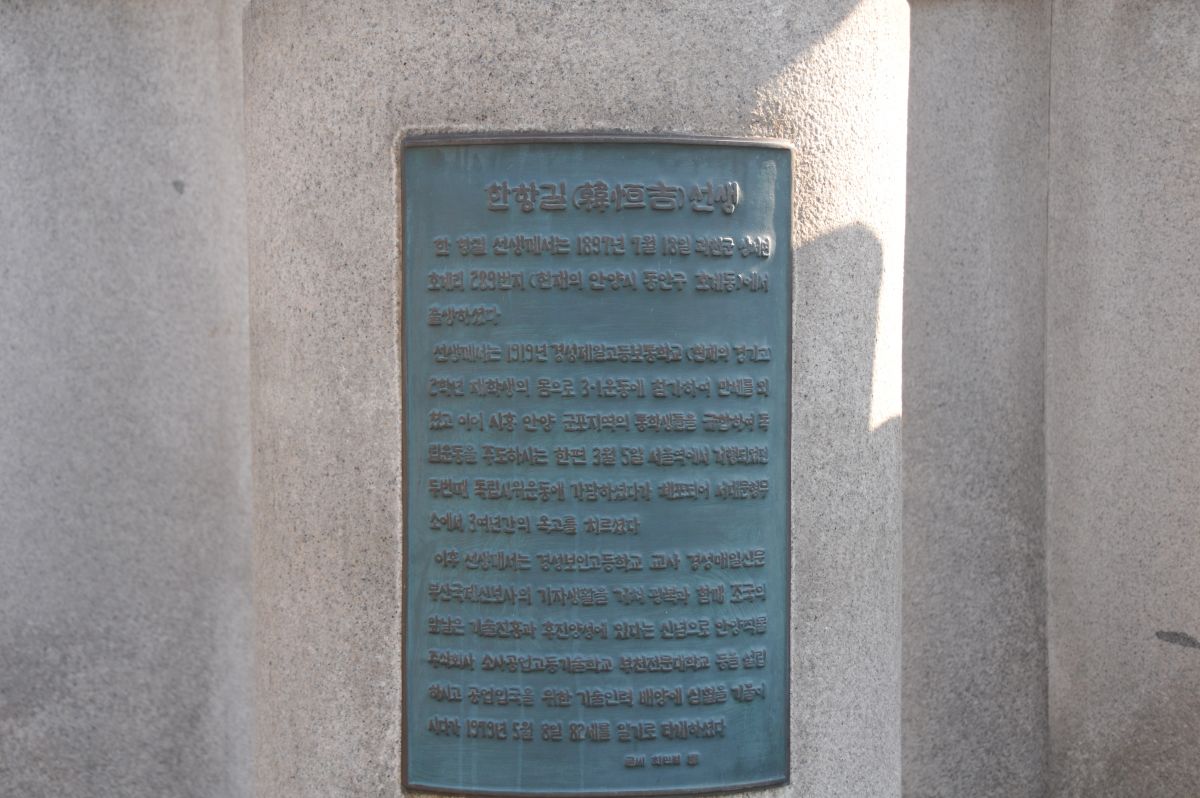 한항길(韓恒吉)선생
한 항길 선생께서는 1897년 7월 18일 과천군 상서면
호계리 289번지 (현재의 안양시 동안구 호계동)에서
출생하셨다
선생께서는 1919년 경성제일고등보통학교 (현재의 경기고
2학년 재학생의 몸으로 3·1운동에 참가하여 만세를 외
쳤고 이어 시흥 안양 군포지역의 통학생들을 규합하여 독
립운동을 주도하시는 한편 3월 5일 서울역에서 거행되었던
두번째 독립시위운동에 가담하셨다가 체포되어 서대문형무
소에서 3여년간의 옥고를 치르셨다
이후 선생께서는 경성보인고등학교 교사 경성매일신문
부산국제신보사의 기자생활을 거쳐 광복과 함께 조국의
앞날은 기술진흥과 후진양성에 있다는 신념으로 안양직물
주식회사 소사공업고등기술학교 부천전문대학교 등을 설립
하시고 공업입국을 위한 기술인력 배양에 심혈을 기울이
시다가 1979년 5월 8일 82세를 일기로 타계하셨다
글씨